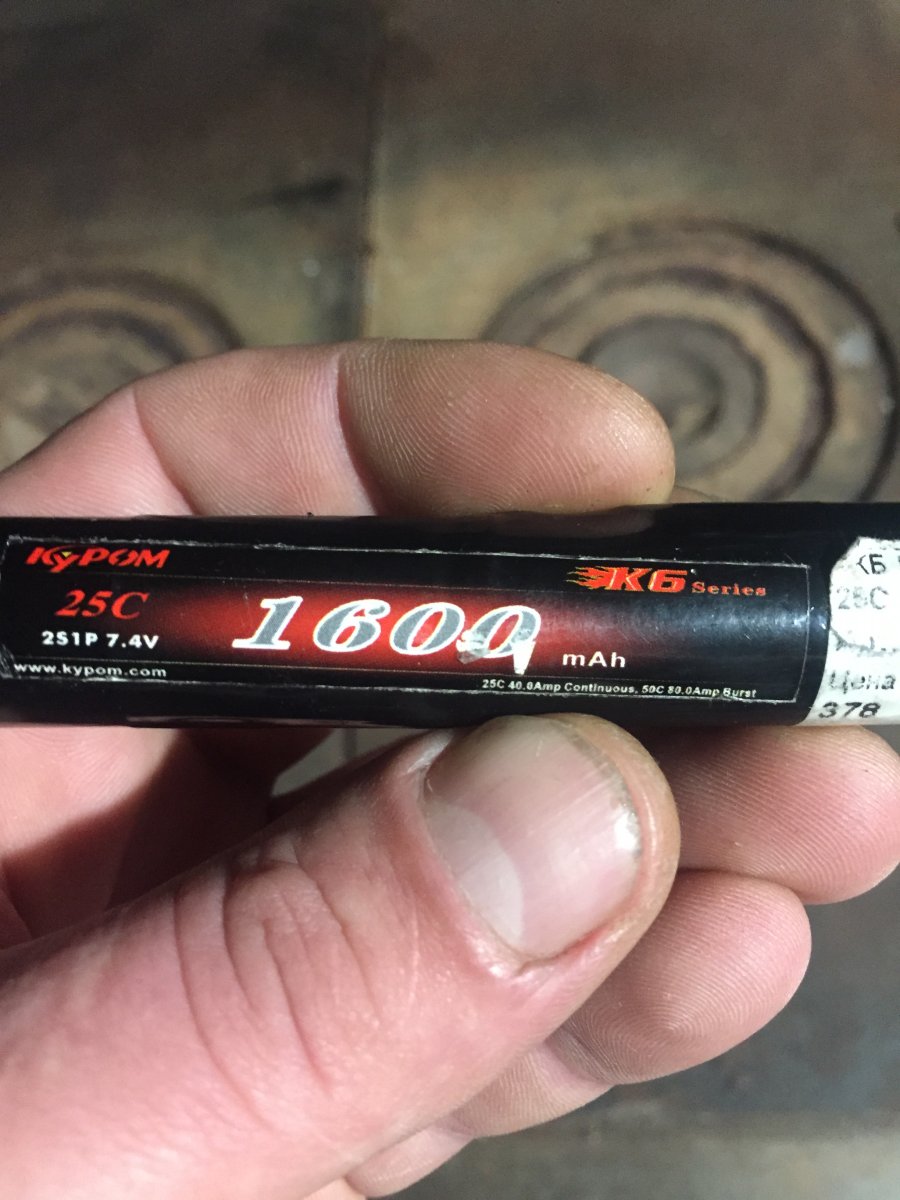 KyPOM
K6 Series
25C
1600 mAh
2S1P 7.4V
www.kypom.com
25C 40.0Amp Continuous, 50C 80.0Amp Burst
25C
Цена
378